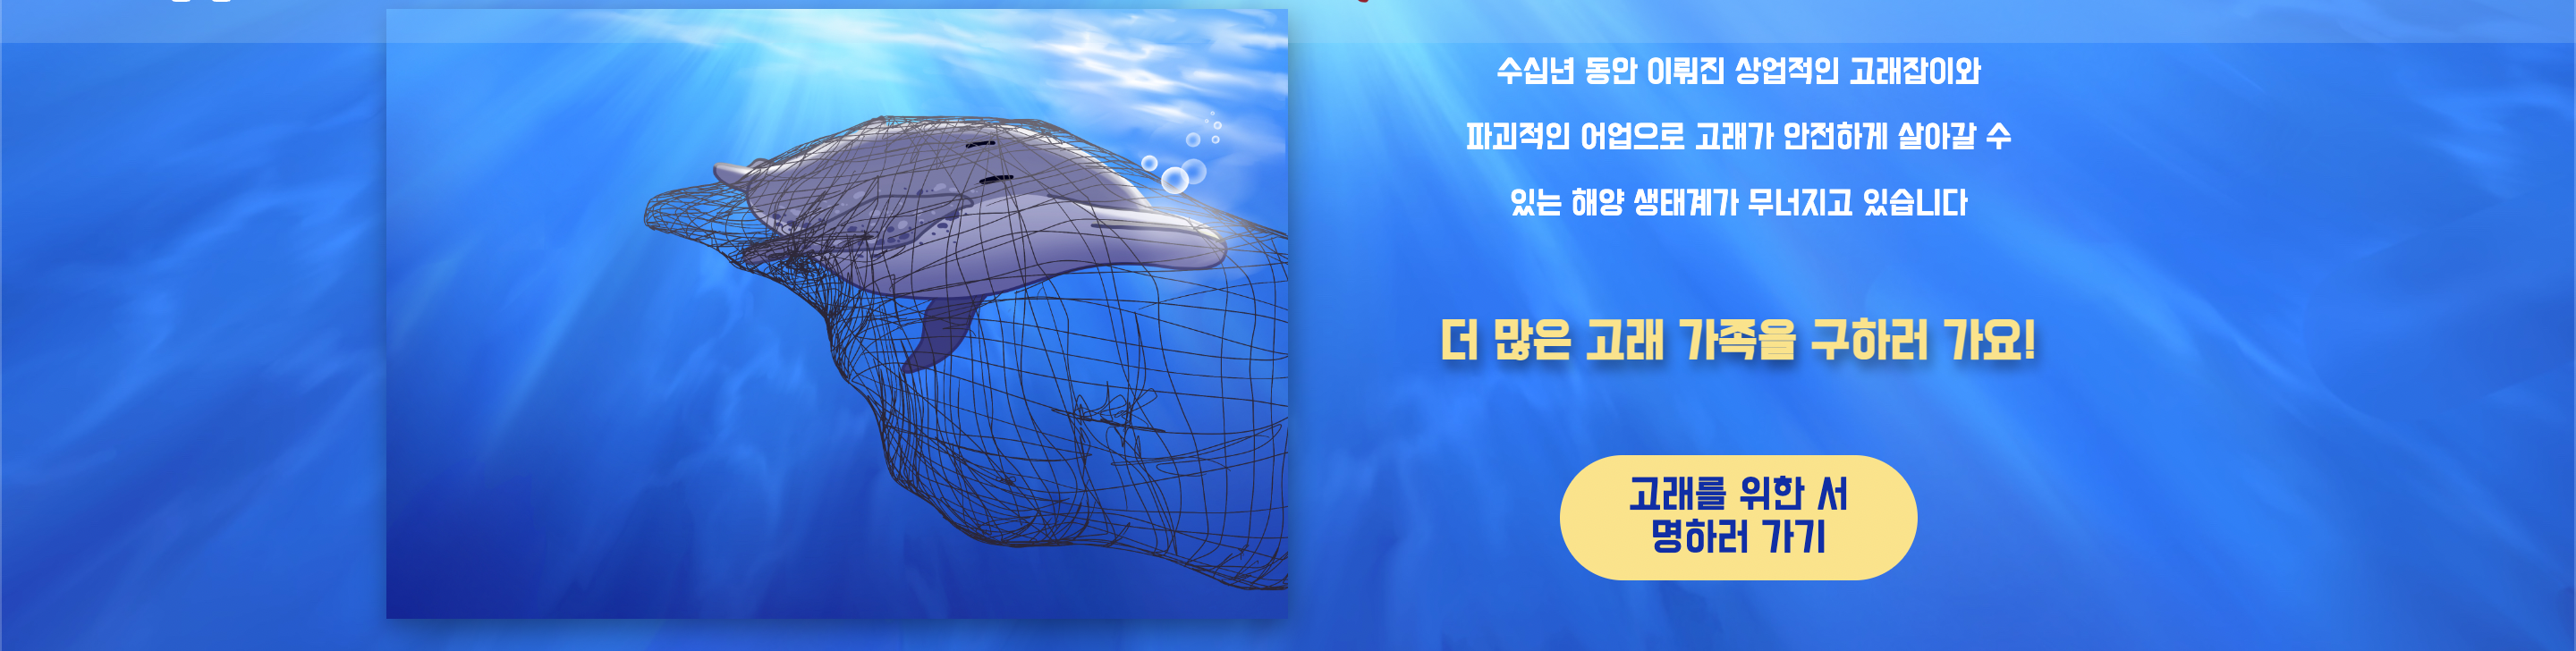 수십년 동안 이뤄진 상업적인 고래잡이와
파괴적인 어업으로 고래가 안전하게 살아갈 수
있는 해양 생태계가 무너지고 있습니다
더 많은 고래 가족을 구하러 가요!
고래를 위한 서
명하러 가기